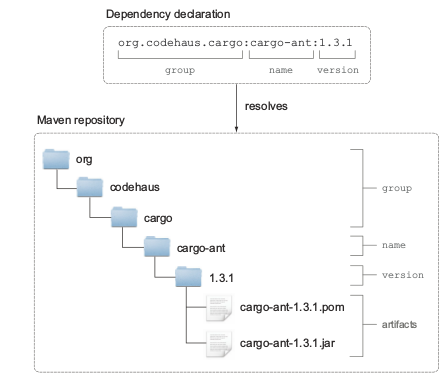 Dependency declaration
org.codehaus.cargo:cargo-ant:1.3.1
group name version
resolves
Maven repository
org
codehaus
cargo
group
cargo-ant
name
1.3.1
version
cargo-ant-1.3.1.pom
artifacts
cargo-ant-1.3.1.jar